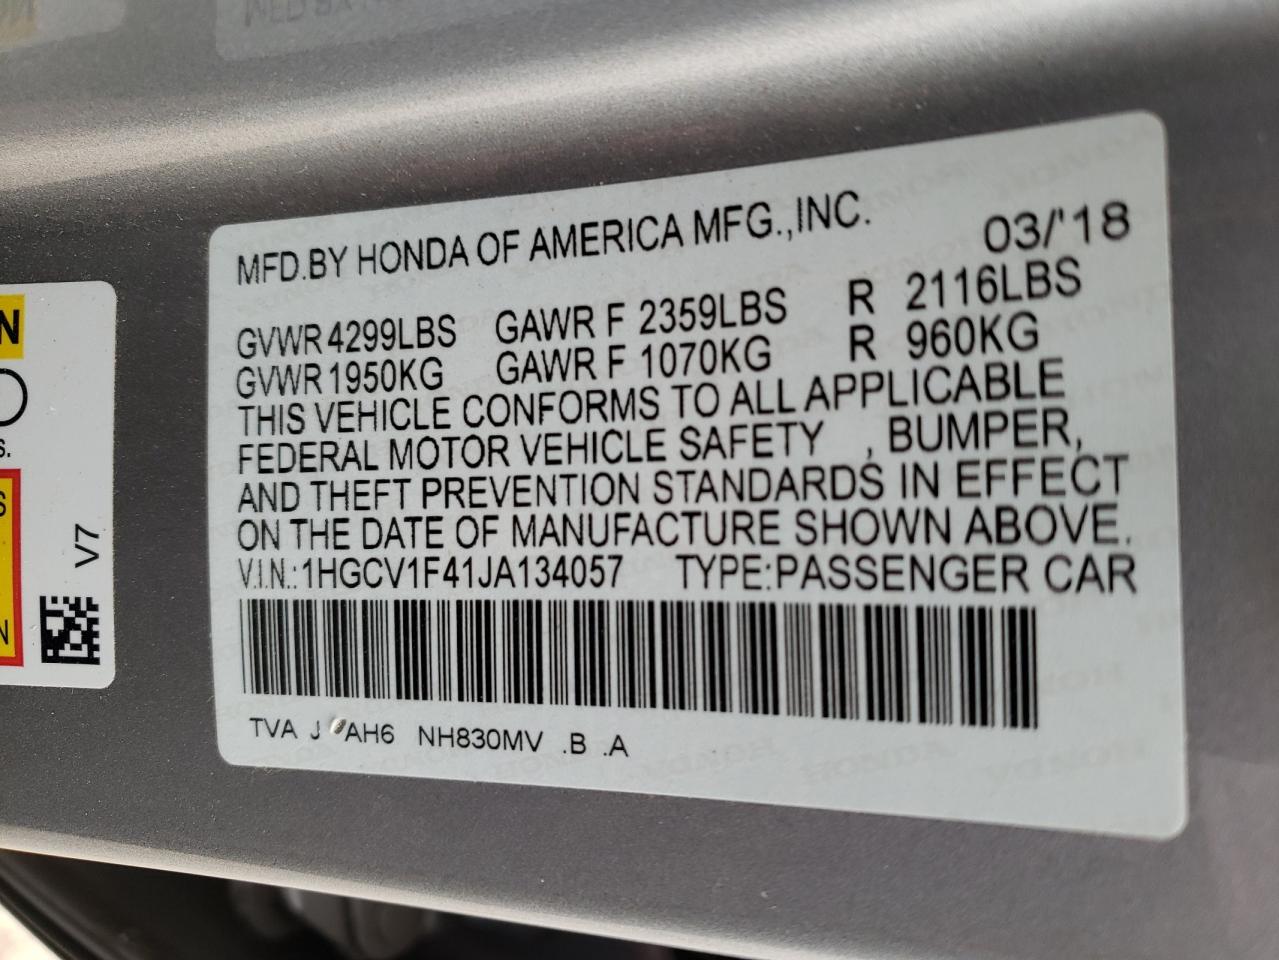 MFD.BY HONDA OF AMERICA MFG.,INC. 03/'18
GVWR 4299LBS GAWR F 2359LBS R 2116LBS
GVWR 1950KG GAWR F 1070KG R 960KG
THIS VEHICLE CONFORMS TO ALL APPLICABLE
FEDERAL MOTOR VEHICLE SAFETY , BUMPER,
AND THEFT PREVENTION STANDARDS IN EFFECT
ON THE DATE OF MANUFACTURE SHOWN ABOVE.
V.I.N.:1HGCV1F41JA134057 TYPE:PASSENGER CAR
TVA J AH6 NH830MV .B .A
V7